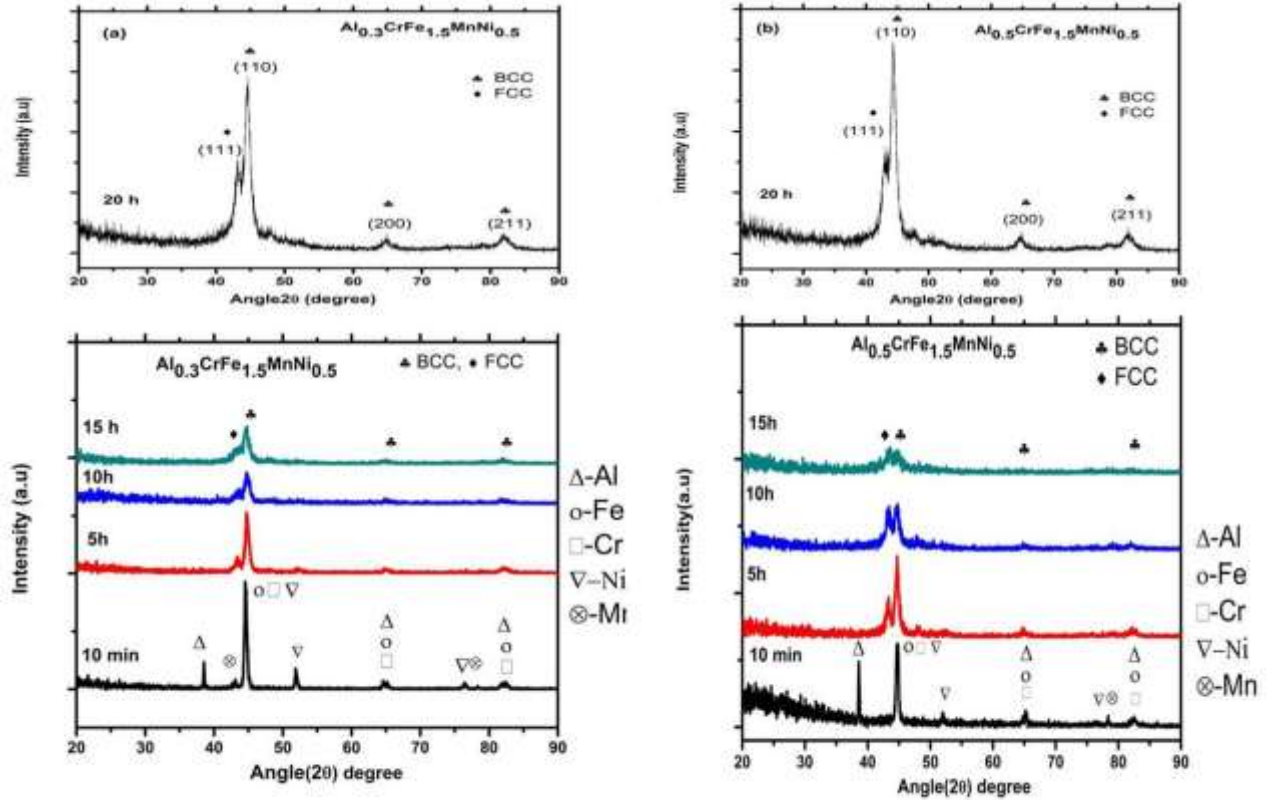 (a)
Al0.3CrFe1.5MnNi0.5
(110)
BCC
FCC
(111)
20 h
(200)
(211)
Intensity (a.u)
20 30 40 50 60 70 80 90
Angle2θ (degree)
(b)
(110)
Al0.5CrFe1.5MnNi0.5
BCC
FCC
(111)
20 h
(200)
(211)
Intensity (a.u)
20 30 40 50 60 70 80 90
Angle2θ (degree)
Al0.3CrFe1.5MnNi0.5
♣ BCC, ♦ FCC
15 h
10h
5h
10 min
o □ ∇
Δ
⊗
∇
Δ
o
□
∇⊗
Δ
o
□
Intensity (a.u)
20 30 40 50 60 70 80 90
Angle(2θ) degree
Δ-Al
o-Fe
□-Cr
∇-Ni
⊗-Mı
Al0.5CrFe1.5MnNi0.5
♣ BCC
♦ FCC
15h
10h
5h
10 min
Δ
o □ ∇
∇
Δ
o
□
∇ ⊗
Δ
o
□
Intensity(a.u)
20 30 40 50 60 70 80 90
Angle(2θ) degree
Δ-Al
o-Fe
□-Cr
∇-Ni
⊗-Mn